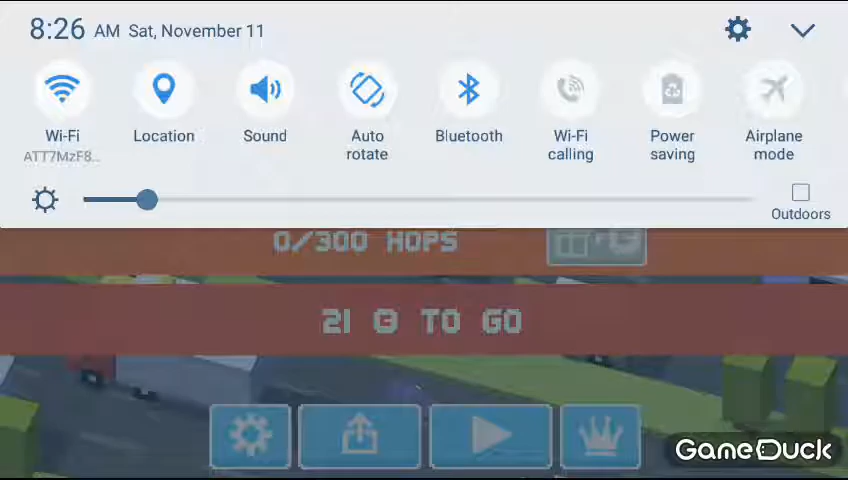 8:26 AM Sat, November 11
Wi-Fi
ATT7MzF8...
Location
Sound
Auto
rotate
Bluetooth
Wi-Fi
calling
Power
saving
Airplane
mode
Outdoors
0/300 HOPS
21 C TO GO
GameDuck